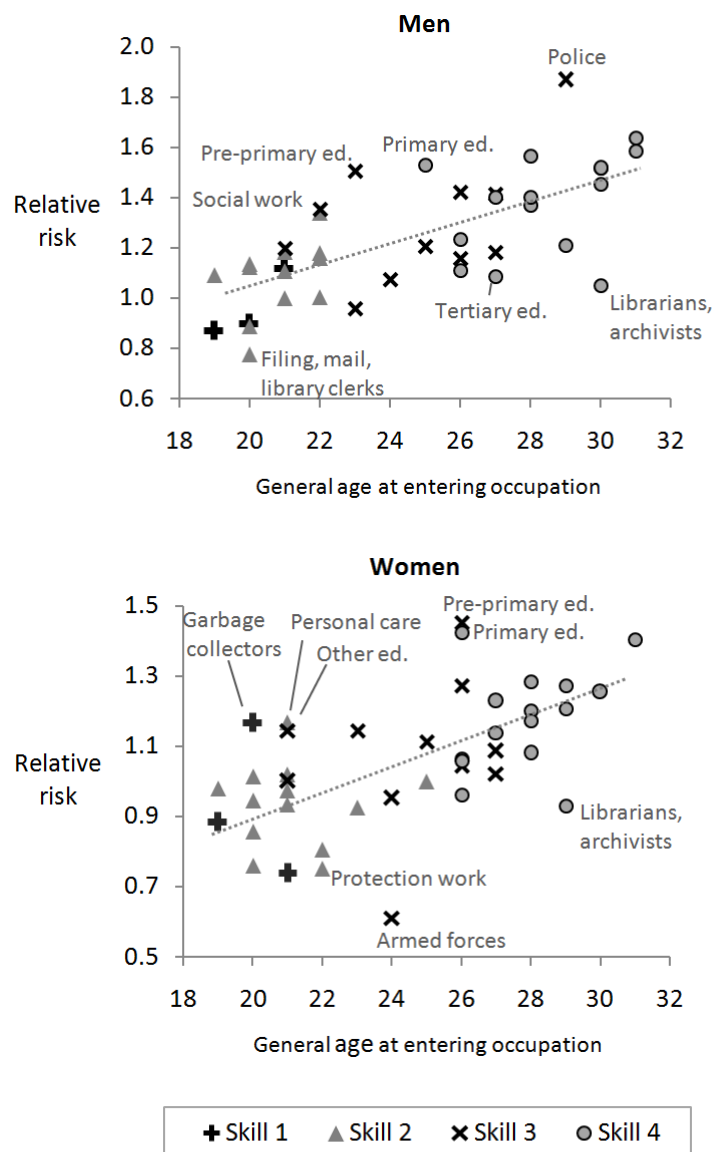 Men
2.0
Police
1.8
Pre-primary ed.
Primary ed.
1.6
Social work
1.4
Relative
risk
1.2
1.0
Tertiary ed.
Librarians,
archivists
0.8
Filing, mail,
library clerks
0.6
18 20 22 24 26 28 30 32
General age at entering occupation
Women
1.5
Garbage
collectors
Personal care
Other ed.
Pre-primary ed.
Primary ed.
1.3
1.1
Relative
risk
0.9
Librarians,
archivists
Protection work
0.7
Armed forces
0.5
18 20 22 24 26 28 30 32
General age at entering occupation
Skill 1 Skill 2 Skill 3 Skill 4